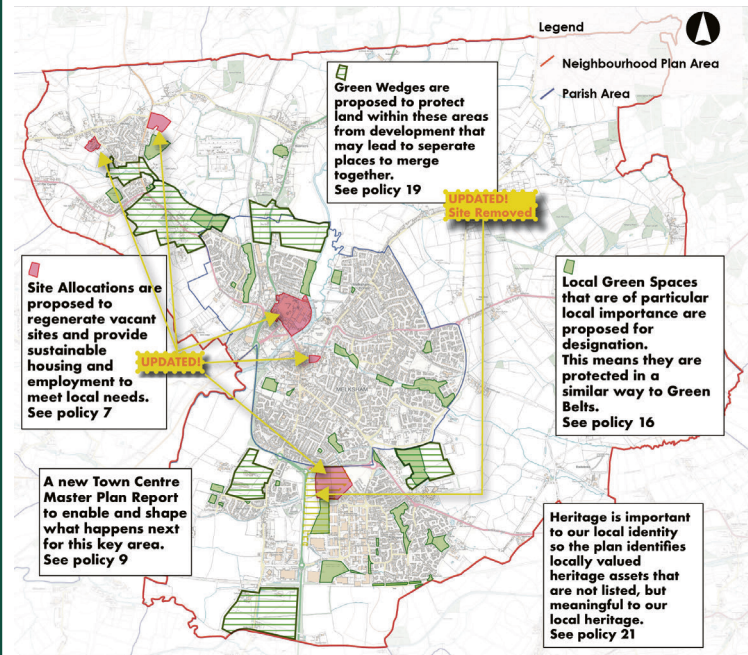 Legend
Neighbourhood Plan Area
Parish Area
Green Wedges are
proposed to protect
land within these areas
from development that
may lead to seperate
places to merge
together.
See policy 19
UPDATED!
Site Removed
Site Allocations are
proposed to
regenerate vacant
sites and provide
sustainable
housing and
employment to
meet local needs.
See policy 7
UPDATED!
Local Green Spaces
that are of particular
local importance are
proposed for
designation.
This means they are
protected in a
similar way to Green
Belts.
See policy 16
MELKSHAM
A new Town Centre
Master Plan Report
to enable and shape
what happens next
for this key area.
See policy 9
Heritage is important
to our local identity
so the plan identifies
locally valued
heritage assets that
are not listed, but
meaningful to our
local heritage.
See policy 21